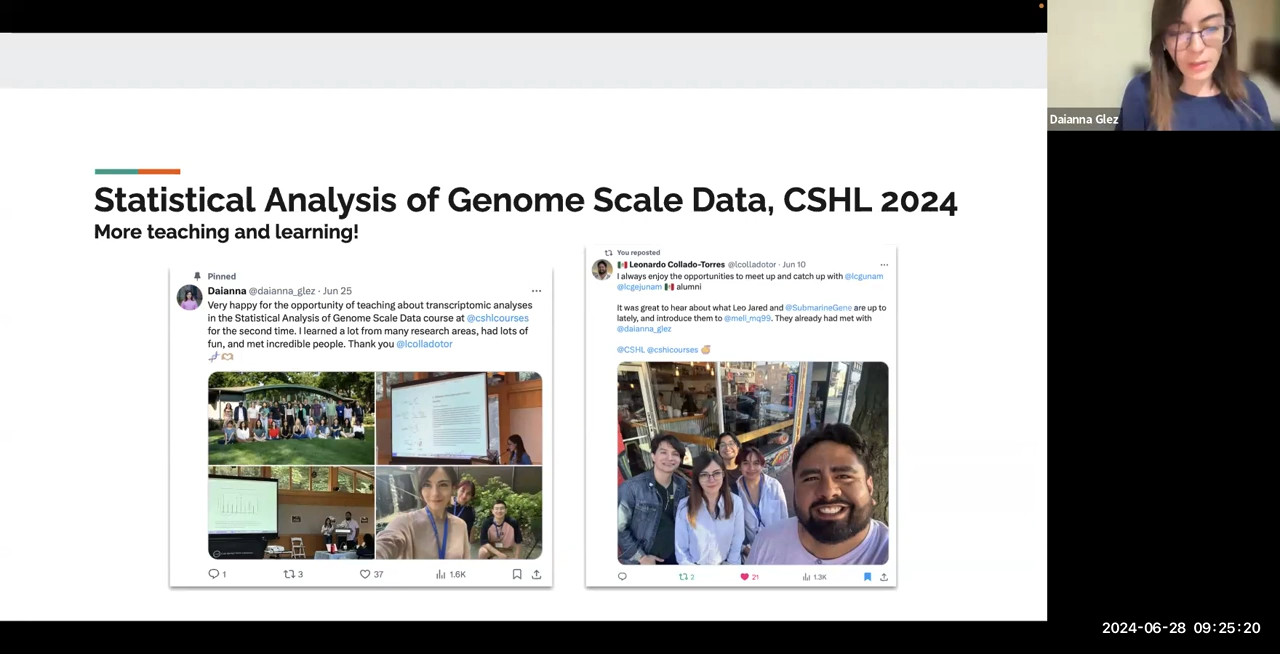 Statistical Analysis of Genome Scale Data, CSHL 2024
More teaching and learning!
Pinned
Daianna @daianna_glez · Jun 25
Very happy for the opportunity of teaching about transcriptomic analyses
in the Statistical Analysis of Genome Scale Data course at @cshlcourses
for the second time. I learned a lot from many research areas, had lots of
fun, and met incredible people. Thank you @lcolladotor
1
3
37
1.6K
You reposted
Leonardo Collado-Torres @lcolladotor · Jun 10
I always enjoy the opportunities to meet up and catch up with @lcgunam
@lcgejunam 🇲🇽 alumni
It was great to hear about what Leo Jared and @SubmarineGene are up to
lately, and introduce them to @meli_mq99. They already had met with
@daianna_glez
@CSHL @cshlcourses
2
21
1.3K
Daianna Glez
2024-06-28 09:25:20